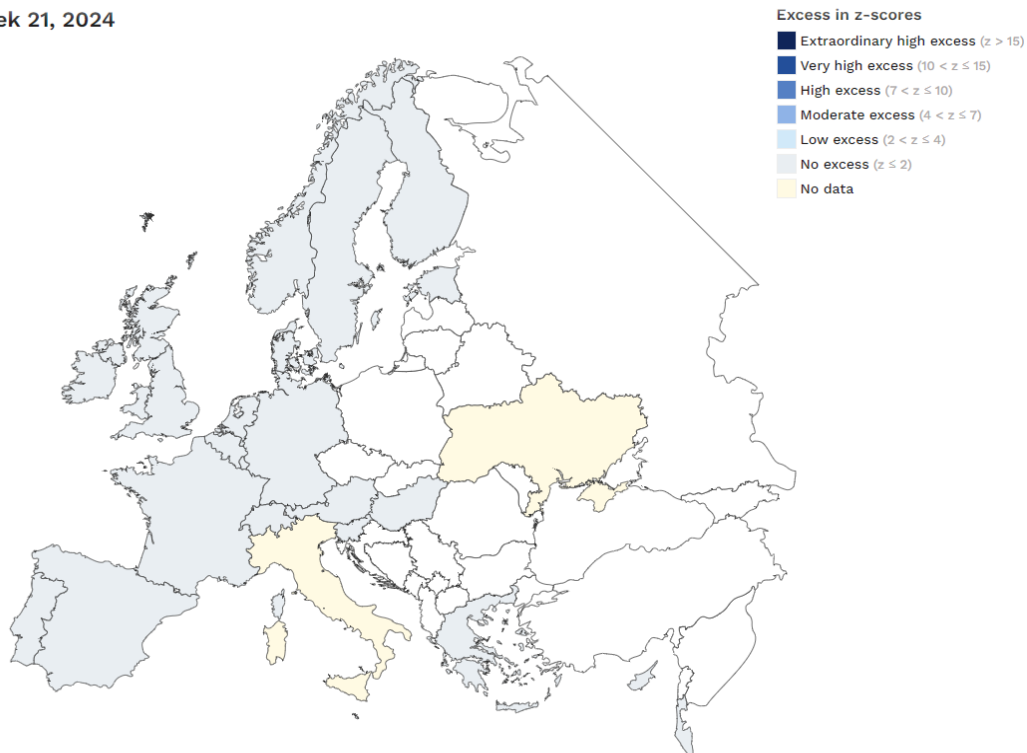 ek 21, 2024
Excess in z-scores
Extraordinary high excess (z > 15)
Very high excess (10 < z ≤ 15)
High excess (7 < z ≤ 10)
Moderate excess (4 < z ≤ 7)
Low excess (2 < z ≤ 4)
No excess (z ≤ 2)
No data